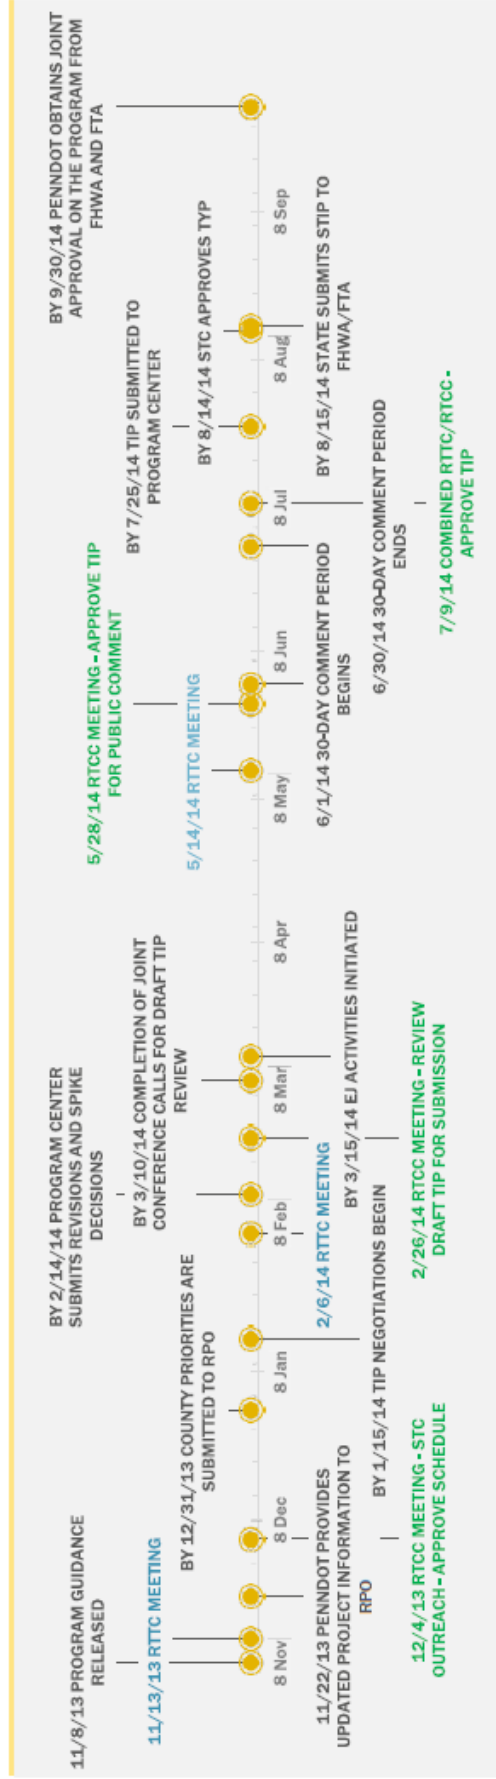 11/8/13 PROGRAM GUIDANCE
RELEASED
11/13/13 RTTC MEETING
BY 12/31/13 COUNTY PRIORITIES ARE
SUBMITTED TO RPO
BY 2/14/14 PROGRAM CENTER
SUBMITS REVISIONS AND SPIKE
DECISIONS
BY 3/10/14 COMPLETION OF JOINT
CONFERENCE CALLS FOR DRAFT TIP
REVIEW
5/28/14 RTCC MEETING - APPROVE TIP
FOR PUBLIC COMMENT
5/14/14 RTTC MEETING
BY 7/25/14 TIP SUBMITTED TO
PROGRAM CENTER
BY 8/14/14 STC APPROVES TYP
BY 9/30/14 PENNDOT OBTAINS JOINT
APPROVAL ON THE PROGRAM FROM
FHWA AND FTA
8 Nov
8 Dec
8 Jan
8 Feb
8 Mar
8 Apr
8 May
8 Jun
8 Jul
8 Aug
8 Sep
11/22/13 PENNDOT PROVIDES
UPDATED PROJECT INFORMATION TO
RPO
12/4/13 RTCC MEETING - STC
OUTREACH - APPROVE SCHEDULE
BY 1/15/14 TIP NEGOTIATIONS BEGIN
2/6/14 RTTC MEETING
2/26/14 RTCC MEETING - REVIEW
DRAFT TIP FOR SUBMISSION
BY 3/15/14 EJ ACTIVITIES INITIATED
6/1/14 30-DAY COMMENT PERIOD
BEGINS
6/30/14 30-DAY COMMENT PERIOD
ENDS
7/9/14 COMBINED RTTC/RTCC -
APPROVE TIP
BY 8/15/14 STATE SUBMITS STIP TO
FHWA/FTA